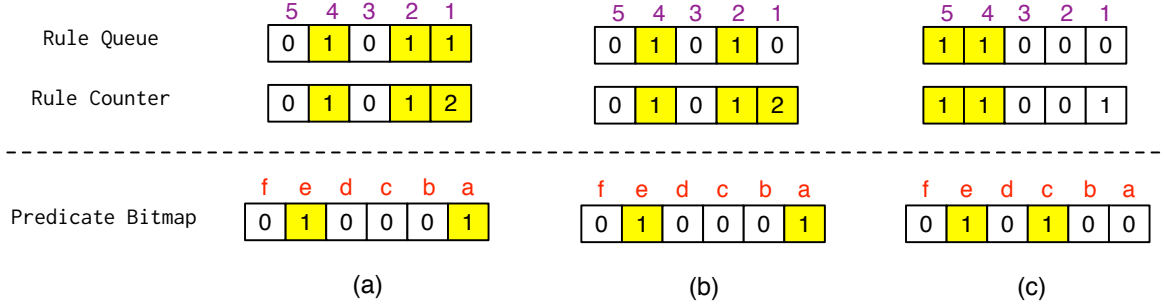 5 4 3 2 1 5 4 3 2 1 5 4 3 2 1
Rule Queue 0 1 0 1 1 0 1 0 1 0 1 1 0 0 0
Rule Counter 0 1 0 1 2 0 1 0 1 2 1 1 0 0 1
f e d c b a f e d c b a f e d c b a
Predicate Bitmap 0 1 0 0 0 1 0 1 0 0 0 1 0 1 0 1 0 0
(a) (b) (c)